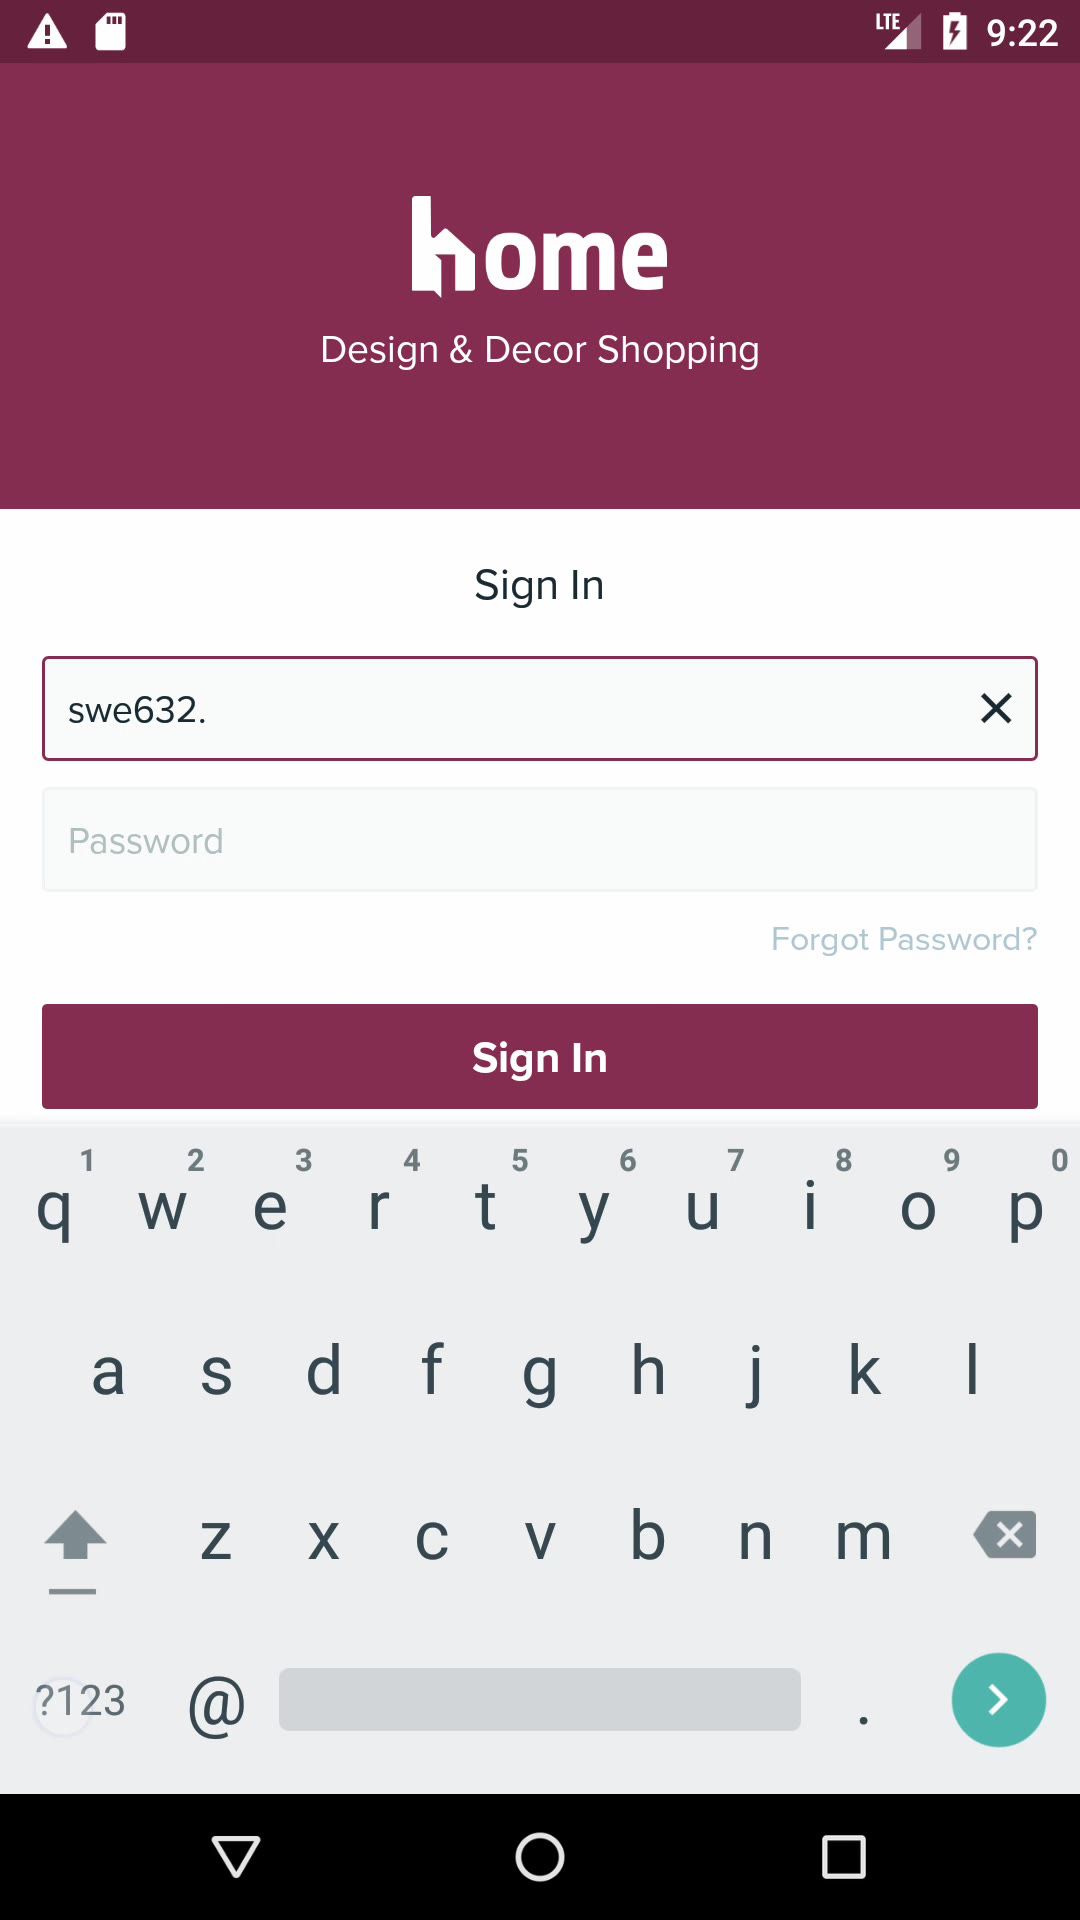 LTE 9:22
home
Design & Decor Shopping
Sign In
swe632.
Password
Forgot Password?
Sign In
1 2 3 4 5 6 7 8 9 0
q w e r t y u i o p
a s d f g h j k l
z x c v b n m
?123 @ .